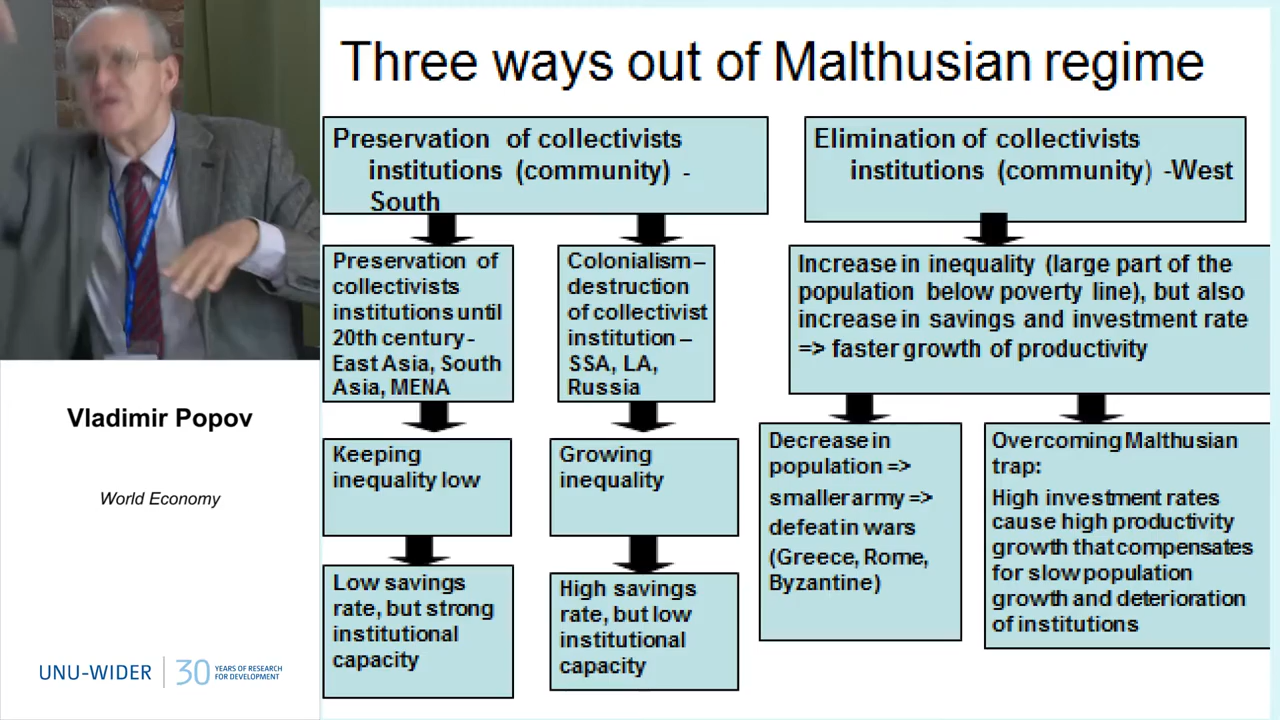 Three ways out of Malthusian regime
Preservation of collectivists
institutions (community) -
South
Elimination of collectivists
institutions (community) -West
Preservation of
collectivists
institutions until
20th century-
East Asia, South
Asia, MENA
Colonialism–
destruction
of collectivist
institution –
SSA, LA,
Russia
Increase in inequality (large part of the
population below poverty line), but also
increase in savings and investment rate
=> faster growth of productivity
Keeping
inequality low
Growing
inequality
Decrease in
population =>
smaller army =>
defeat in wars
(Greece, Rome,
Byzantine)
Overcoming Malthusian
trap:
High investment rates
cause high productivity
growth that compensates
for slow population
growth and deterioration
of institutions
Low savings
rate, but strong
institutional
capacity
High savings
rate, but low
institutional
capacity
Vladimir Popov
World Economy
UNU-WIDER
30
YEARS OF RESEARCH
FOR DEVELOPMENT